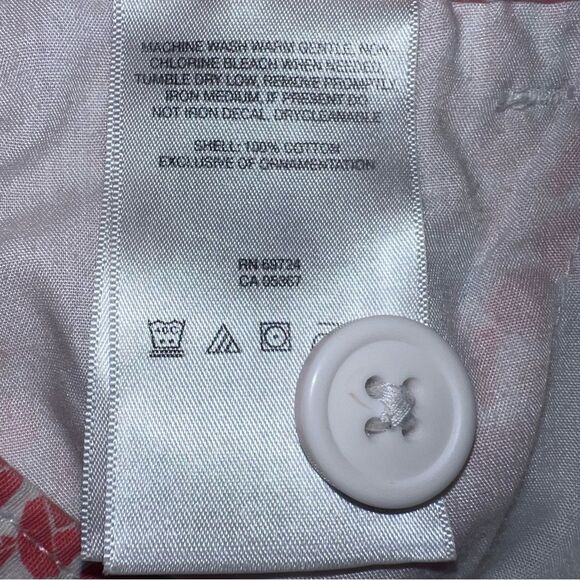 MACHINE WASH WARM GENTLE, NON-
CHLORINE BLEACH WHEN NEEDED,
TUMBLE DRY LOW, REMOVE PROMPTLY,
IRON MEDIUM, IF PRESENT DO
NOT IRON DECAL, DRYCLEANABLE
SHELL: 100% COTTON
EXCLUSIVE OF ORNAMENTATION
RN 69724
CA 05367
40C